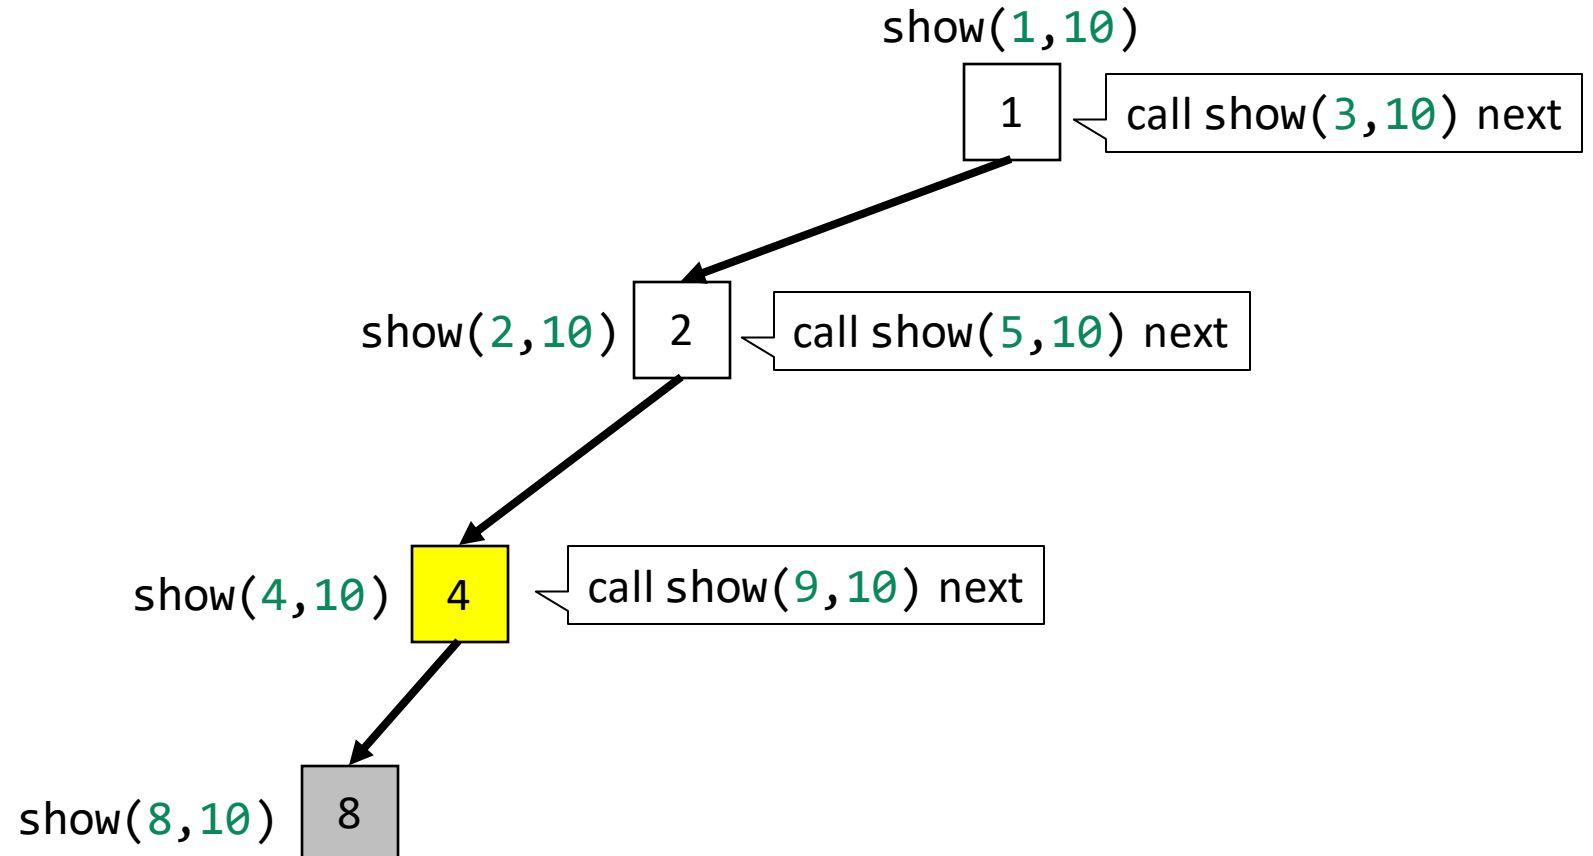 show(1,10)
1
call show(3,10) next
show(2,10)
2
call show(5,10) next
show(4,10)
4
call show(9,10) next
show(8,10)
8